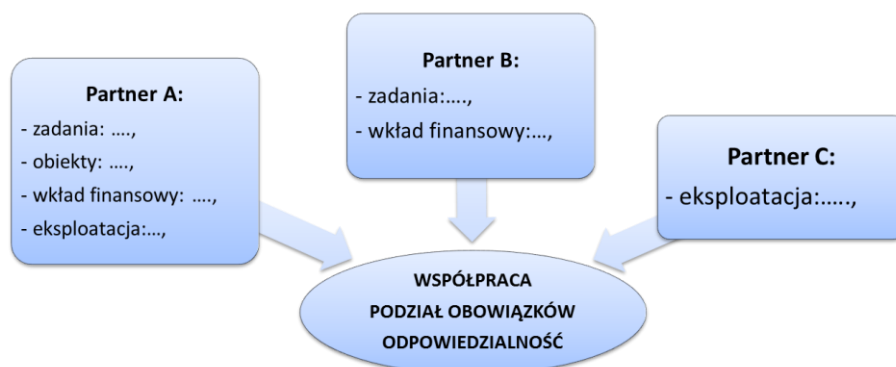 Partner A:
- zadania: ....,
- obiekty: ....,
- wkład finansowy: ....,
- eksploatacja:...,
Partner B:
- zadania:....,
- wkład finansowy:...,
Partner C:
- eksploatacja:.....,
WSPÓŁPRACA
PODZIAŁ OBOWIĄZKÓW
ODPOWIEDZIALNOŚĆ